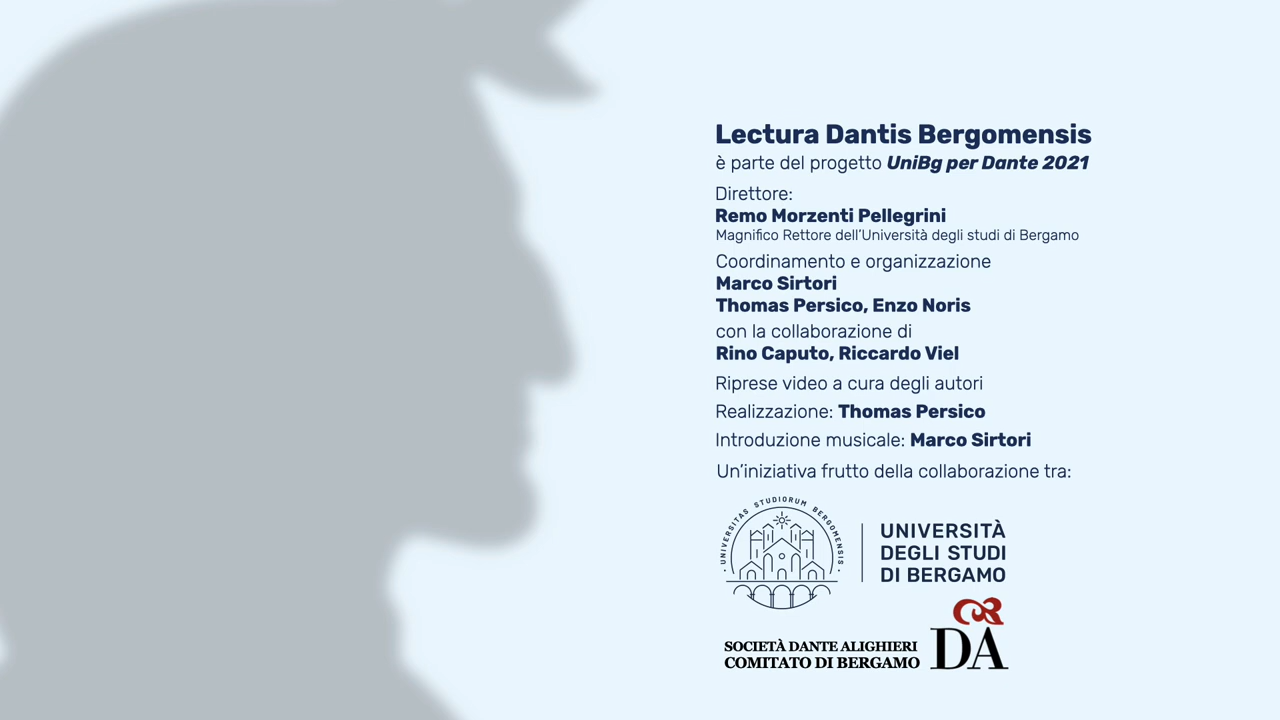 Lectura Dantis Bergomensis
è parte del progetto UniBg per Dante 2021
Direttore:
Remo Morzenti Pellegrini
Magnifico Rettore dell'Università degli studi di Bergamo
Coordinamento e organizzazione
Marco Sirtori
Thomas Persico, Enzo Noris
con la collaborazione di
Rino Caputo, Riccardo Viel
Riprese video a cura degli autori
Realizzazione: Thomas Persico
Introduzione musicale: Marco Sirtori
Un'iniziativa frutto della collaborazione tra:
UNIVERSITAS STUDIORUM BERGOMENSIS
UNIVERSITÀ
DEGLI STUDI
DI BERGAMO
SOCIETÀ DANTE ALIGHIERI
COMITATO DI BERGAMO
DA